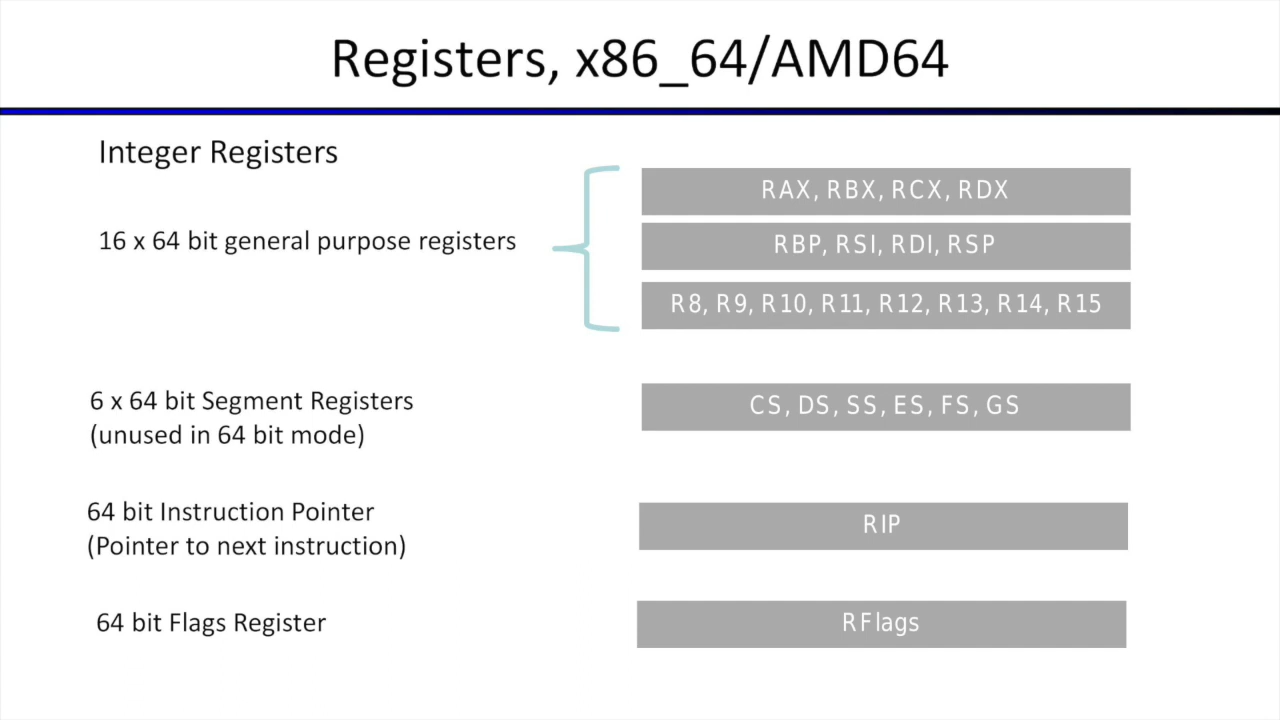 Registers, x86_64/AMD64
Integer Registers
16 x 64 bit general purpose registers
RAX, RBX, RCX, RDX
RBP, RSI, RDI, RSP
R8, R9, R10, R11, R12, R13, R14, R15
6 x 64 bit Segment Registers
(unused in 64 bit mode)
CS, DS, SS, ES, FS, GS
64 bit Instruction Pointer
(Pointer to next instruction)
RIP
64 bit Flags Register
RFlags